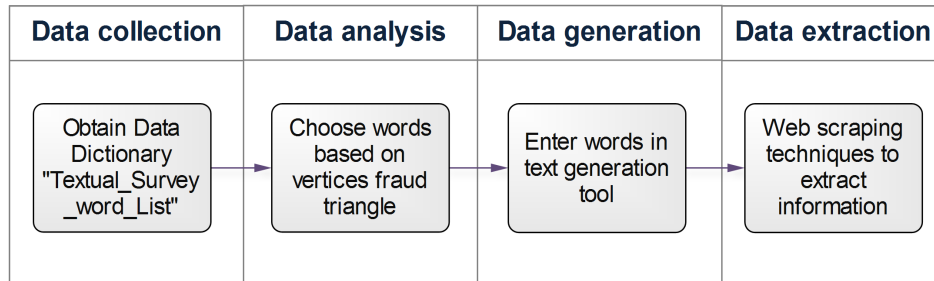 Data collection
Data analysis
Data generation
Data extraction
Obtain Data
Dictionary
"Textual_Survey
_word_List"
Choose words
based on
vertices fraud
triangle
Enter words in
text generation
tool
Web scraping
techniques to
extract
information